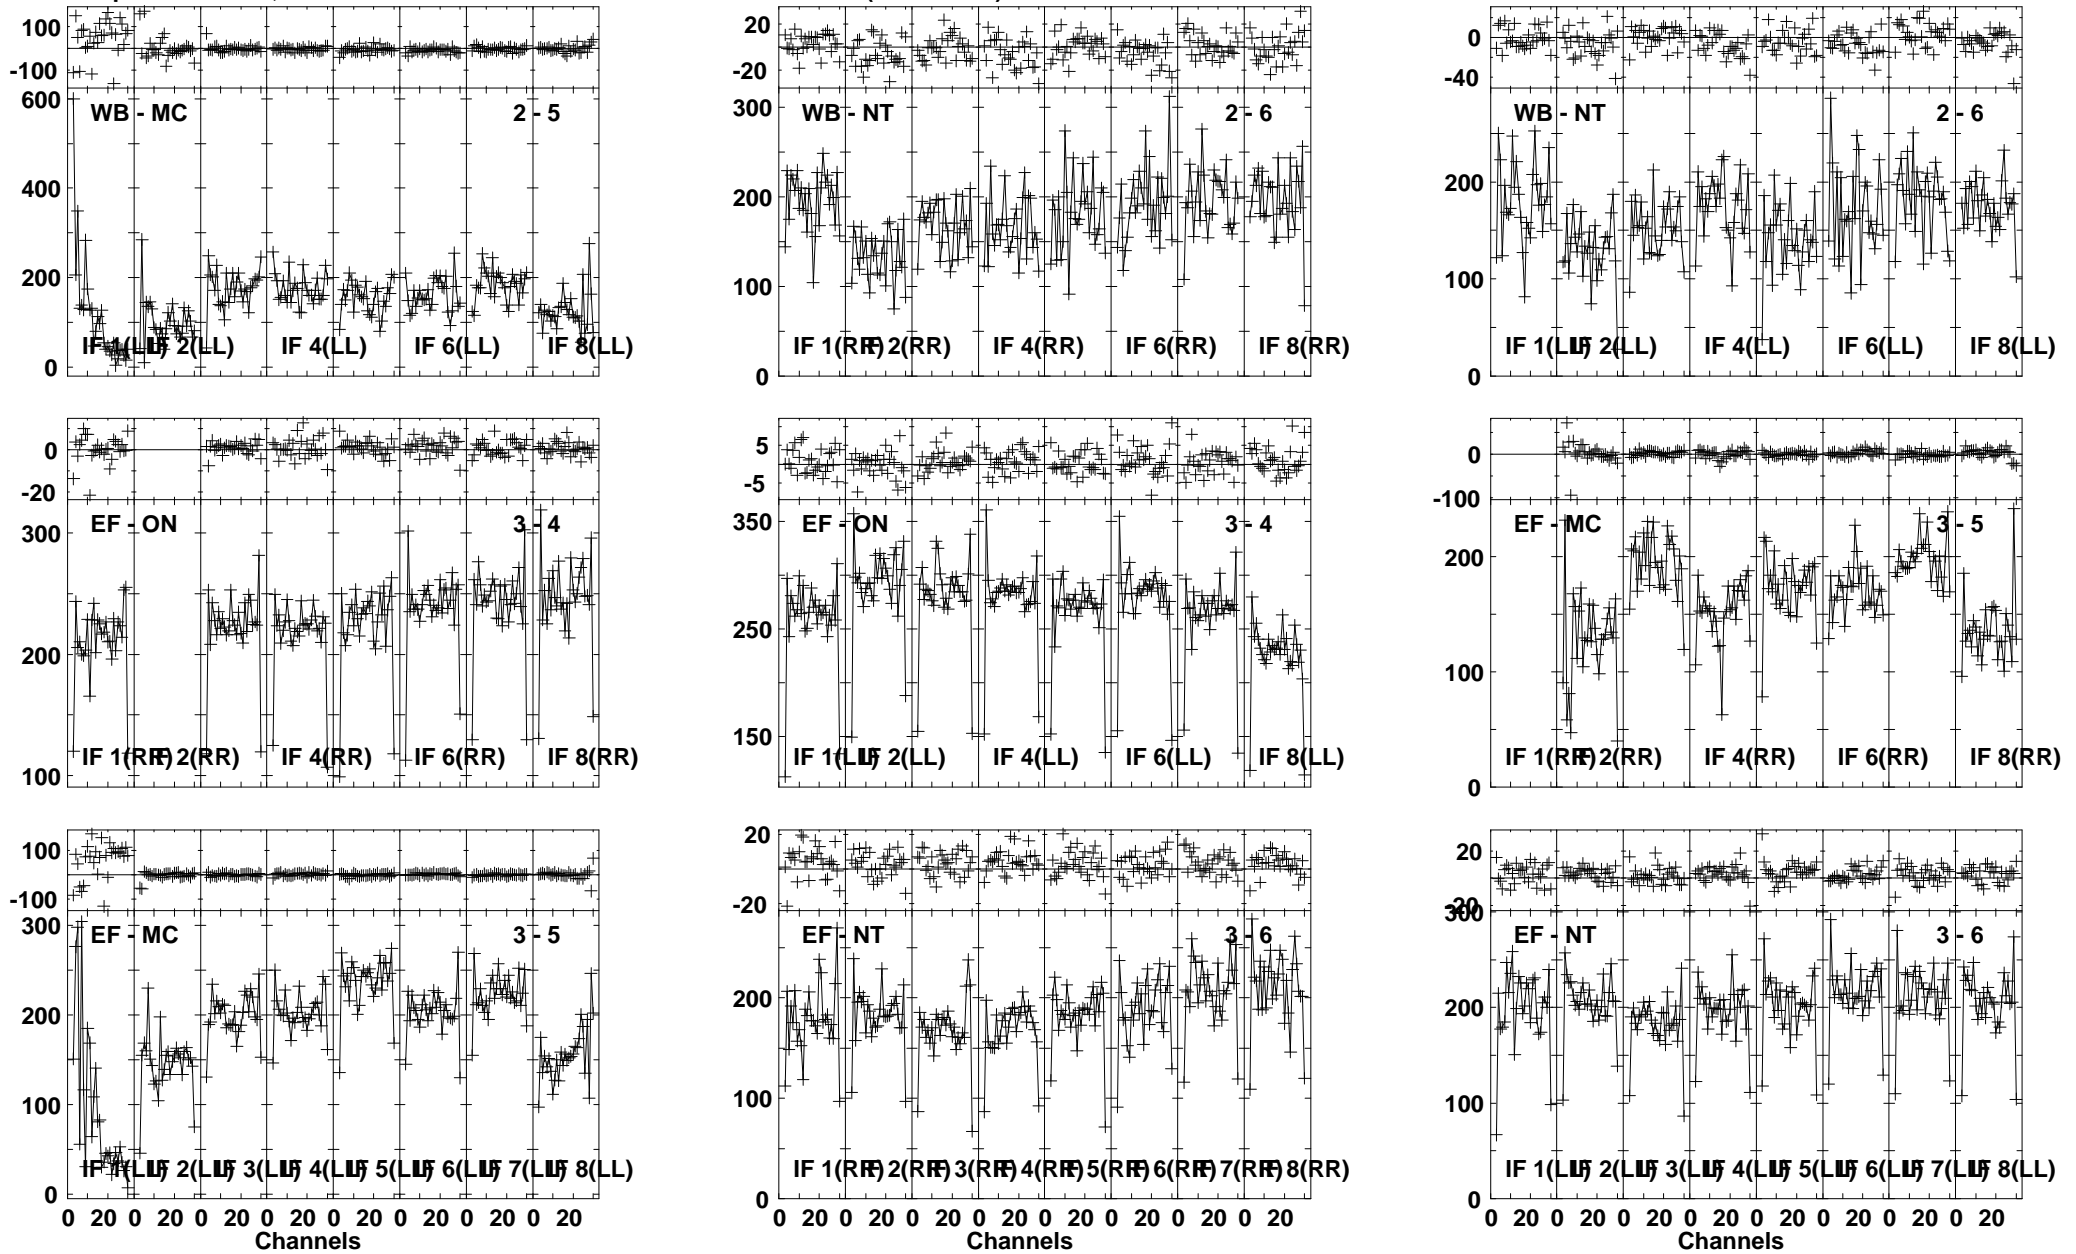 100
-100
600
400
200
0
WB - MC 2 - 5
IF 1(LL) IF 2(LL) IF 4(LL) IF 6(LL) IF 8(LL)
20
-20
300
200
100
0
WB - NT 2 - 6
IF 1(RR) IF 2(RR) IF 4(RR) IF 6(RR) IF 8(RR)
0
-40
200
100
0
WB - NT 2 - 6
IF 1(LL) IF 2(LL) IF 4(LL) IF 6(LL) IF 8(LL)
0
-20
300
200
100
EF - ON 3 - 4
IF 1(RR) IF 2(RR) IF 4(RR) IF 6(RR) IF 8(RR)
5
-5
350
250
150
EF - ON 3 - 4
IF 1(LL) IF 2(LL) IF 4(LL) IF 6(LL) IF 8(LL)
0
-100
200
100
0
EF - MC 3 - 5
IF 1(RR) IF 2(RR) IF 4(RR) IF 6(RR) IF 8(RR)
100
-100
300
200
100
0
EF - MC 3 - 5
IF 1(LL) IF 2(LL) IF 3(LL) IF 4(LL) IF 5(LL) IF 6(LL) IF 7(LL) IF 8(LL)
0 20 0 20 0 20 0 20 0 20 0 20 0 20 0 20
Channels
20
-20
200
100
0
EF - NT 3 - 6
IF 1(RR) IF 2(RR) IF 3(RR) IF 4(RR) IF 5(RR) IF 6(RR) IF 7(RR) IF 8(RR)
0 20 0 20 0 20 0 20 0 20 0 20 0 20 0 20
Channels
20
-20
300
200
100
0
EF - NT 3 - 6
IF 1(LL) IF 2(LL) IF 3(LL) IF 4(LL) IF 5(LL) IF 6(LL) IF 7(LL) IF 8(LL)
0 20 0 20 0 20 0 20 0 20 0 20 0 20 0 20
Channels